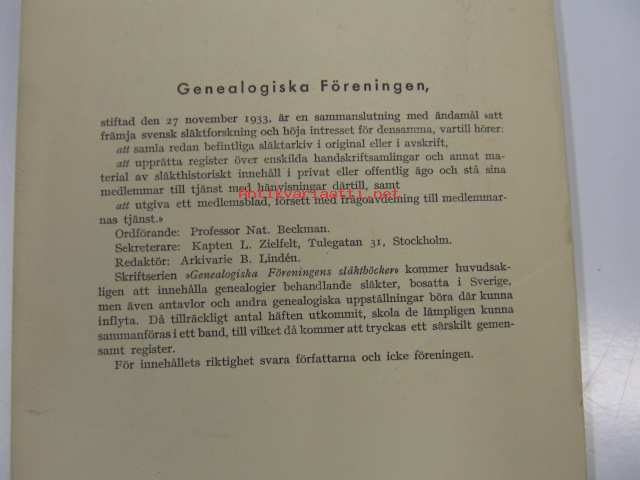 Genealogiska Föreningen,
stiftad den 27 november 1933, är en sammanslutning med ändamål »att
främja svensk släktforskning och höja intresset för densamma, vartill hörer:
att samla redan befintliga släktarkiv i original eller i avskrift,
att upprätta register över enskilda handskriftsamlingar och annat ma-
terial av släkthistoriskt innehåll i privat eller offentlig ägo och stå sina
medlemmar till tjänst med hänvisningar därtill, samt
Antikvariaatti.net
att utgiva ett medlemsblad, försett med frågoavdelning till medlemmar-
nas tjänst.»
Ordförande: Professor Nat. Beckman.
Sekreterare: Kapten L. Zielfelt, Tulegatan 31, Stockholm.
Redaktör: Arkivarie B. Lindén.
Skriftserien »Genealogiska Föreningens släktböcker» kommer huvudsak-
ligen att innehålla genealogier behandlande släkter, bosatta i Sverige,
men även antavlor och andra genealogiska uppställningar böra där kunna
inflyta. Då tillräckligt antal häften utkommit, skola de lämpligen kunna
sammanföras i ett band, till vilket då kommer att tryckas ett särskilt gemen-
samt register.
För innehållets riktighet svara författarna och icke föreningen.